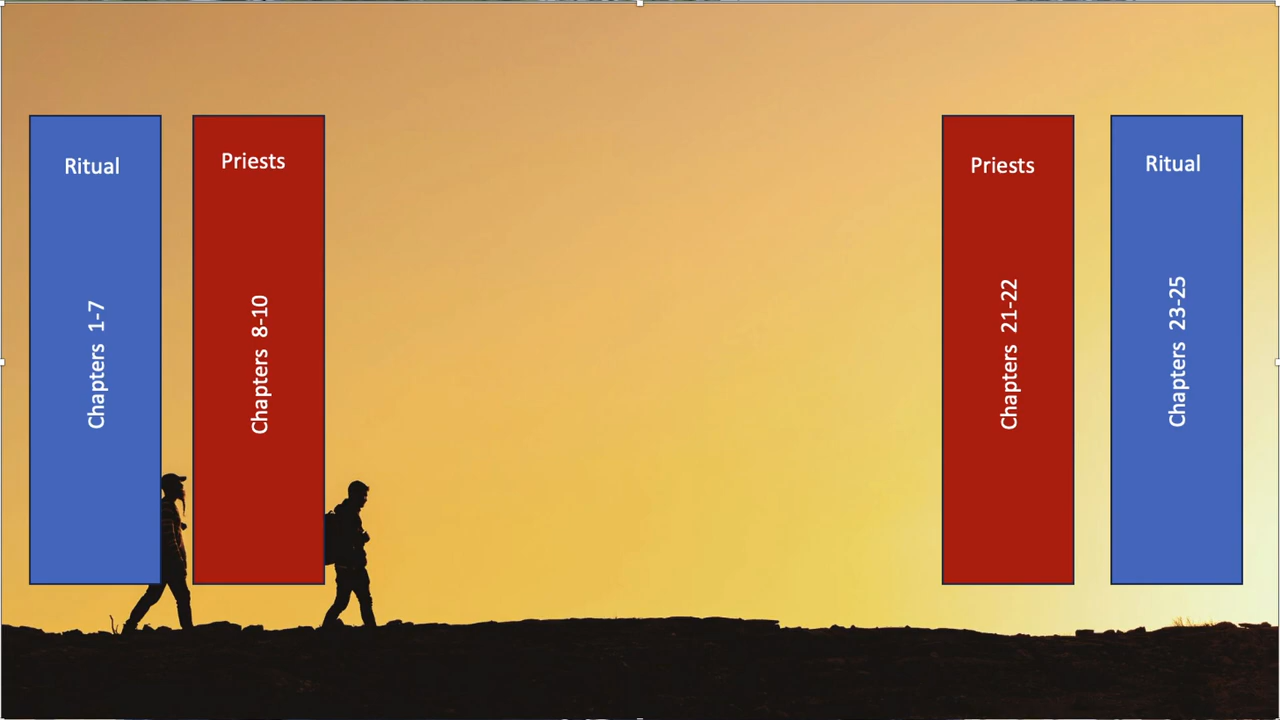 Ritual
Chapters 1-7
Priests
Chapters 8-10
Priests
Chapters 21-22
Ritual
Chapters 23-25